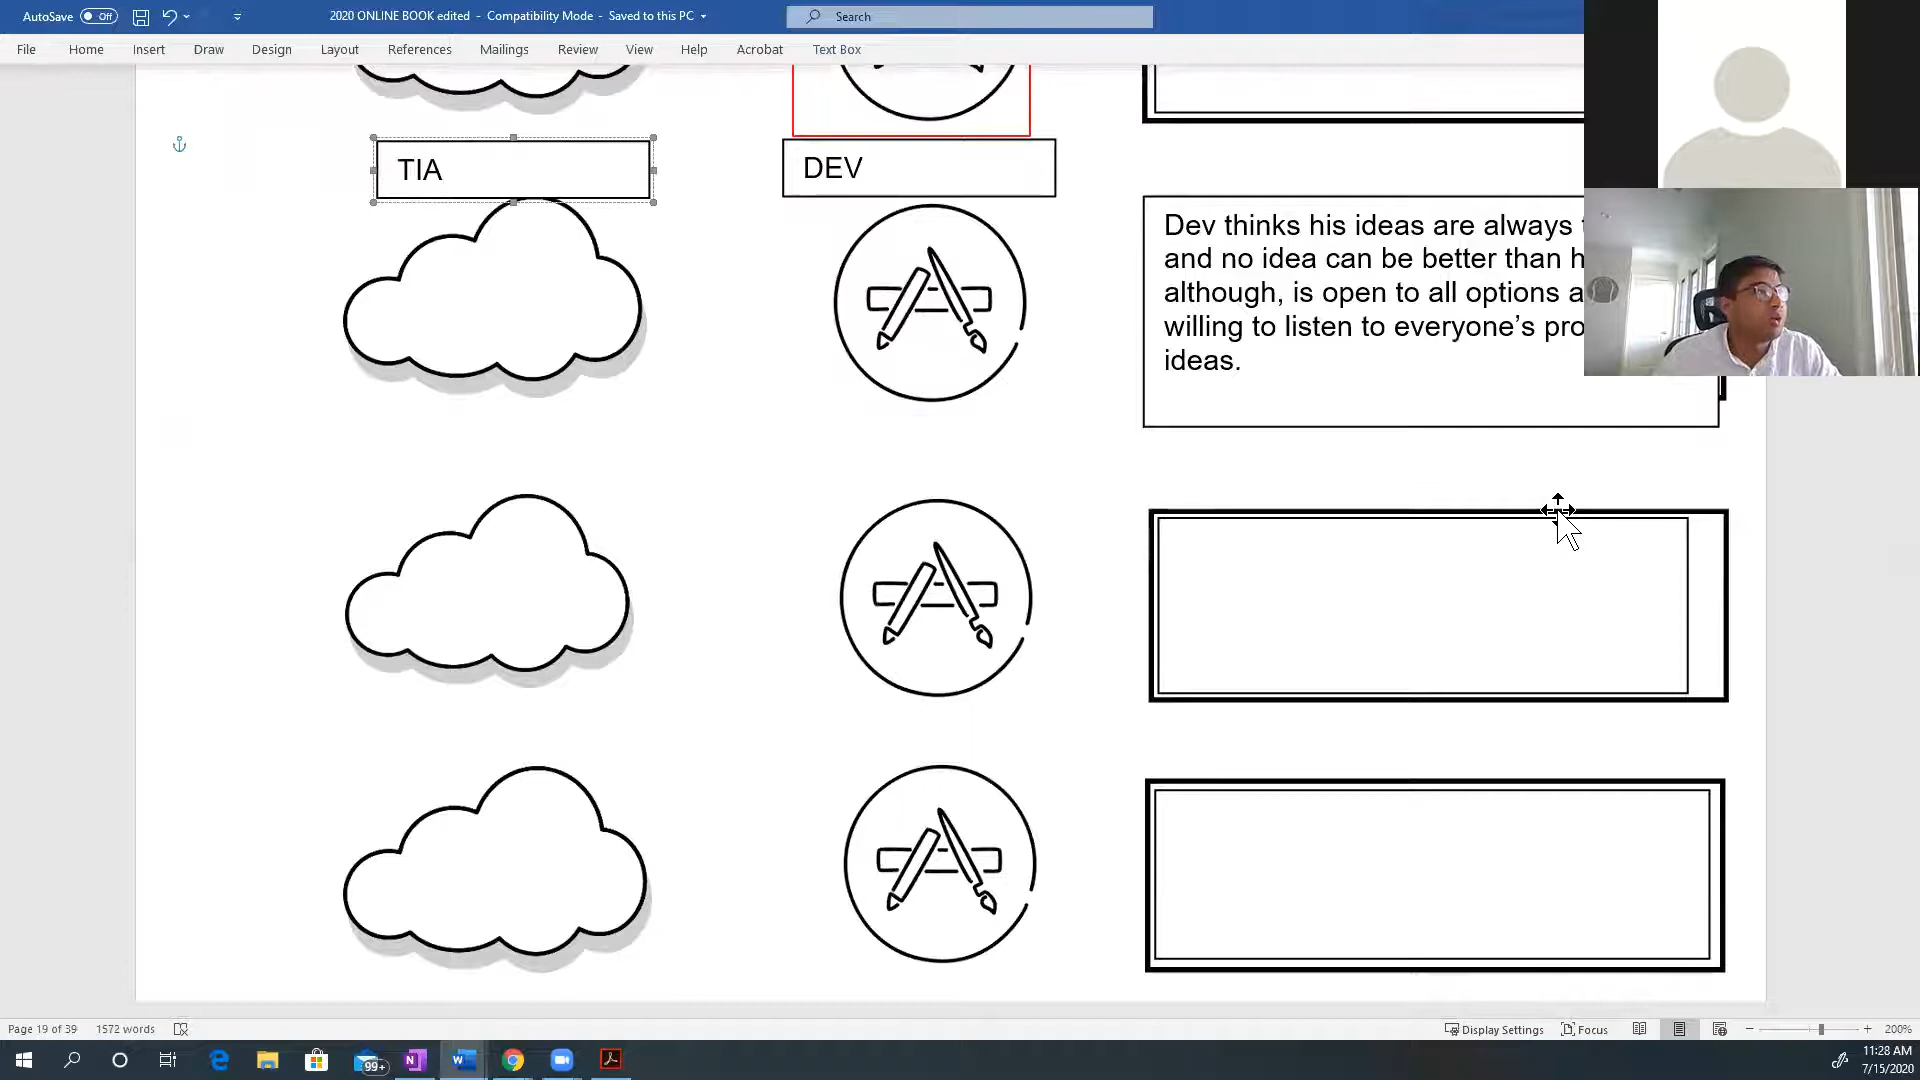 AutoSave Off 2020 ONLINE BOOK edited - Compatibility Mode - Saved to this PC Search
File Home Insert Draw Design Layout References Mailings Review View Help Acrobat Text Box
TIA
DEV
Dev thinks his ideas are always
and no idea can be better than
although, is open to all options
willing to listen to everyone’s
ideas.
Page 19 of 39 1572 words Display Settings Focus 200%
99+
11:28 AM
7/15/2020